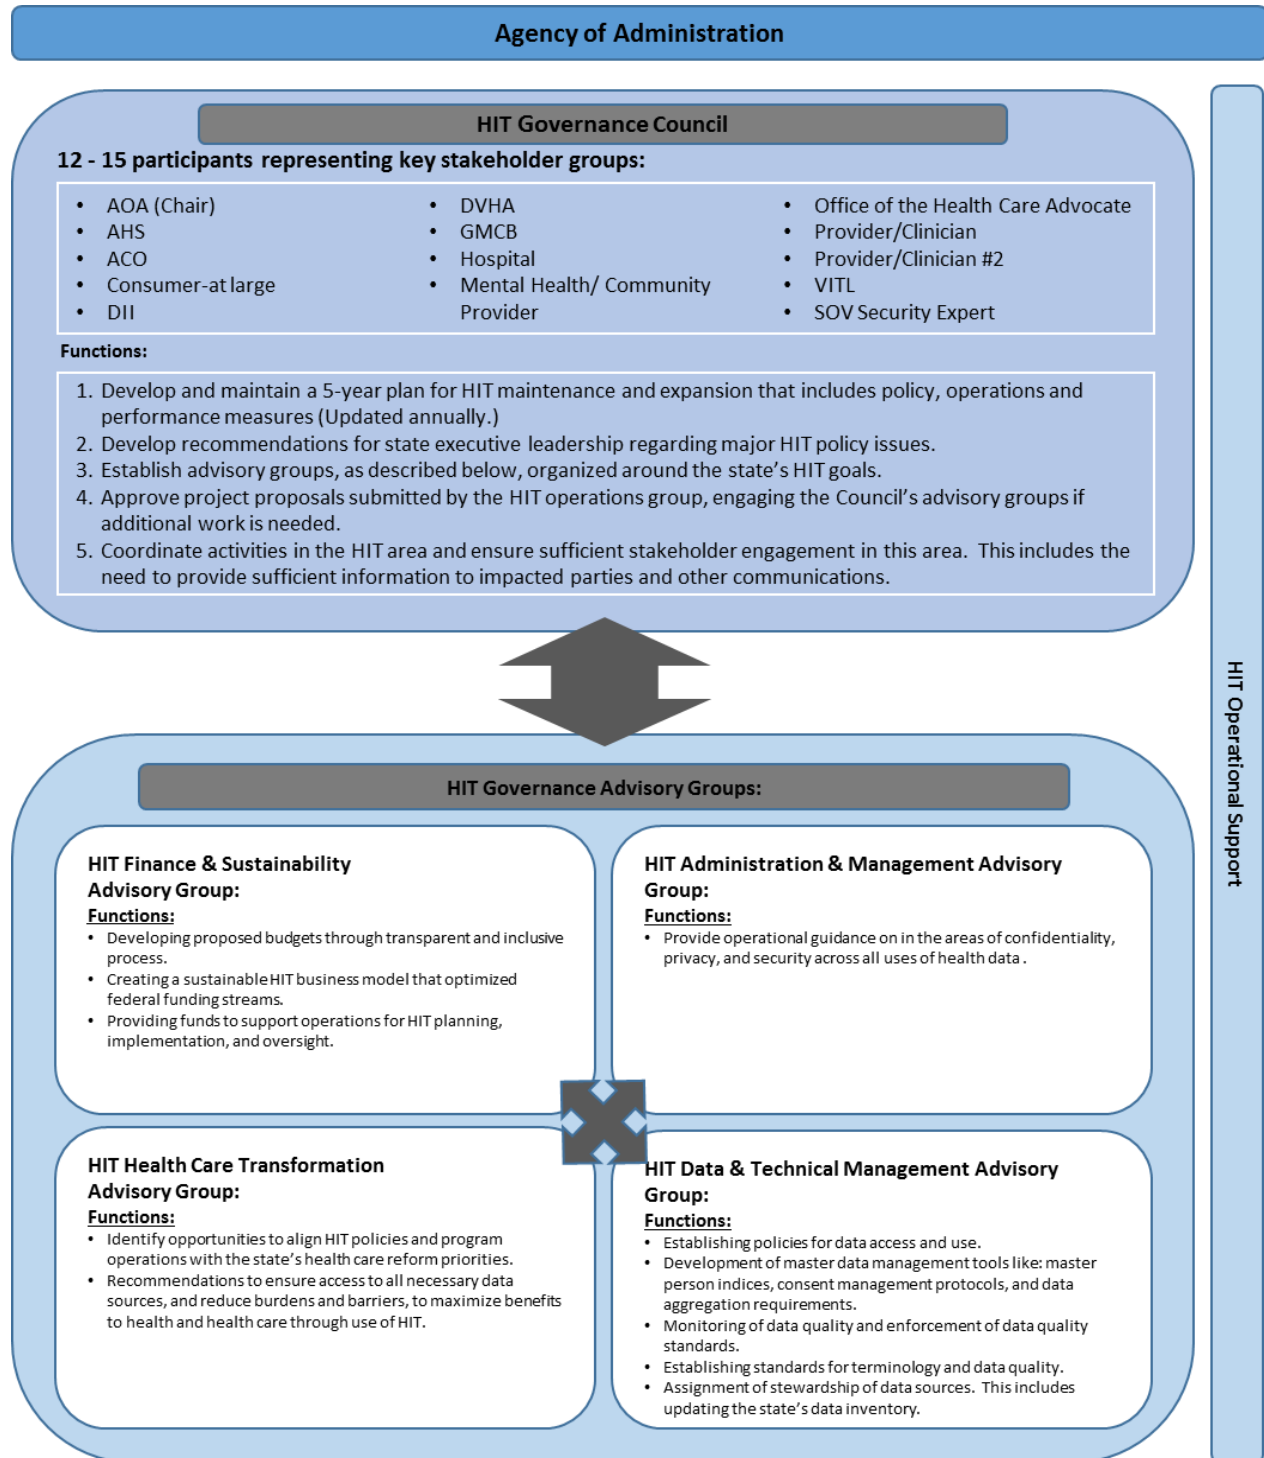 Agency of Administration
HIT Governance Council
12 - 15 participants representing key stakeholder groups:
• AOA (Chair)
• AHS
• ACO
• Consumer-at large
• DII
• DVHA
• GMCB
• Hospital
• Mental Health/ Community
Provider
• Office of the Health Care Advocate
• Provider/Clinician
• Provider/Clinician #2
• VITL
• SOV Security Expert
Functions:
1. Develop and maintain a 5-year plan for HIT maintenance and expansion that includes policy, operations and
performance measures (Updated annually.)
2. Develop recommendations for state executive leadership regarding major HIT policy issues.
3. Establish advisory groups, as described below, organized around the state's HIT goals.
4. Approve project proposals submitted by the HIT operations group, engaging the Council's advisory groups if
additional work is needed.
5. Coordinate activities in the HIT area and ensure sufficient stakeholder engagement in this area. This includes the
need to provide sufficient information to impacted parties and other communications.
HIT Operational Support
HIT Governance Advisory Groups:
HIT Finance & Sustainability
Advisory Group:
Functions:
• Developing proposed budgets through transparent and inclusive
process.
• Creating a sustainable HIT business model that optimized
federal funding streams.
• Providing funds to support operations for HIT planning,
implementation, and oversight.
HIT Administration & Management Advisory
Group:
Functions:
• Provide operational guidance on in the areas of confidentiality,
privacy, and security across all uses of health data .
HIT Health Care Transformation
Advisory Group:
Functions:
• Identify opportunities to align HIT policies and program
operations with the state's health care reform priorities.
• Recommendations to ensure access to all necessary data
sources, and reduce burdens and barriers, to maximize benefits
to health and health care through use of HIT.
HIT Data & Technical Management Advisory
Group:
Functions:
• Establishing policies for data access and use.
• Development of master data management tools like: master
person indices, consent management protocols, and data
aggregation requirements.
• Monitoring of data quality and enforcement of data quality
standards.
• Establishing standards for terminology and data quality.
• Assignment of stewardship of data sources. This includes
updating the state's data inventory.